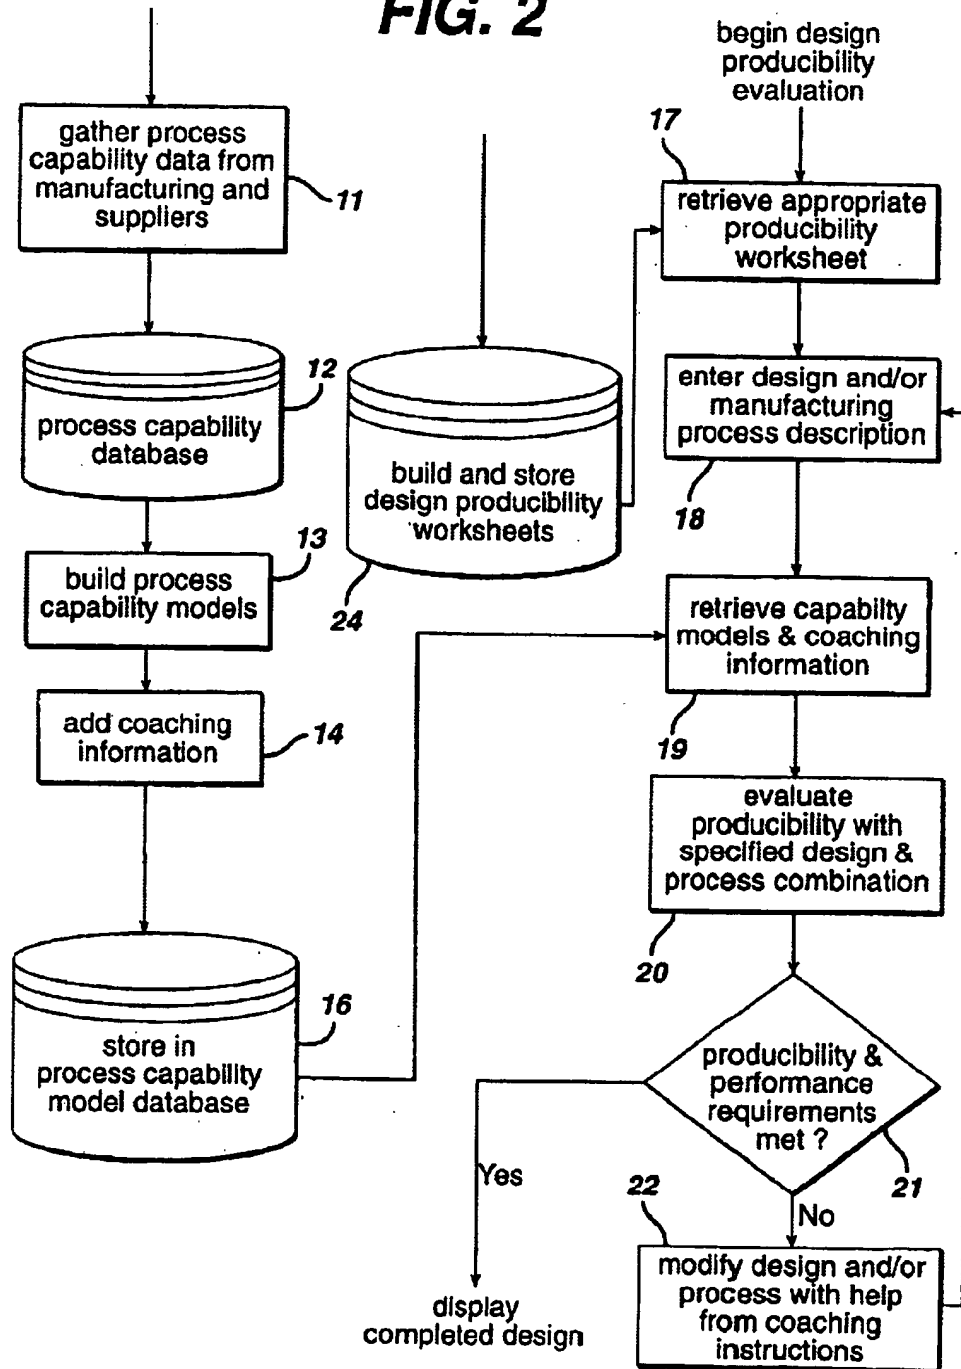 FIG. 2
gather process
capability data from
manufacturing and
suppliers
11
process capability
database
12
build process
capability models
13
add coaching
information
14
store in
process capability
model database
16
build and store
design producibility
worksheets
24
begin design
producibility
evaluation
17
retrieve appropriate
producibility
worksheet
enter design and/or
manufacturing
process description
18
retrieve capabilty
models & coaching
information
19
evaluate
producibility with
specified design &
process combination
20
producibility &
performance
requirements
met ?
21
Yes
No
display
completed design
22
modify design and/or
process with help
from coaching
instructions